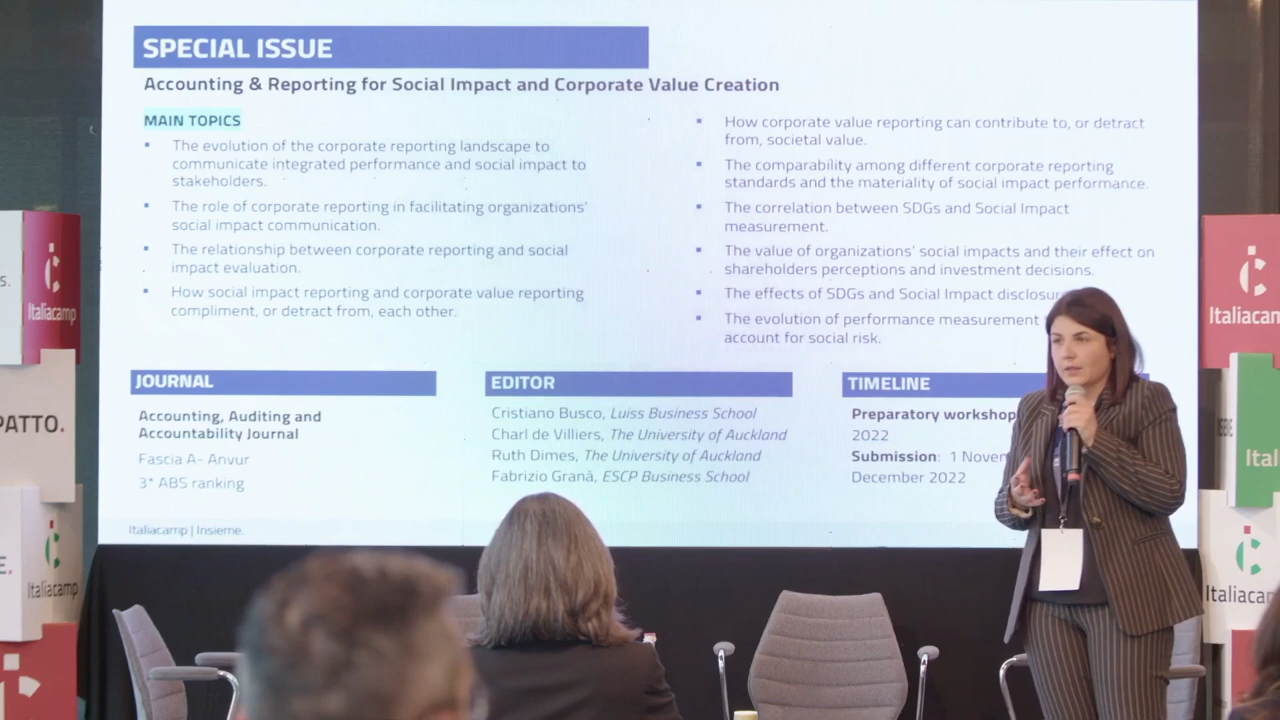 SPECIAL ISSUE
Accounting & Reporting for Social Impact and Corporate Value Creation
MAIN TOPICS
▪ The evolution of the corporate reporting landscape to
communicate integrated performance and social impact to
stakeholders.
▪ The role of corporate reporting in facilitating organizations'
social impact communication.
▪ The relationship between corporate reporting and social
impact evaluation.
▪ How social impact reporting and corporate value reporting
compliment, or detract from, each other.
▪ How corporate value reporting can contribute to, or detract
from, societal value.
▪ The comparability among different corporate reporting
standards and the materiality of social impact performance.
▪ The correlation between SDGs and Social Impact
measurement.
▪ The value of organizations' social impacts and their effect on
shareholders perceptions and investment decisions.
▪ The effects of SDGs and Social Impact
▪ The evolution of performance measurement
account for social risk.
JOURNAL
Accounting, Auditing and
Accountability Journal
Fascia A- Anvur
3* ABS ranking
EDITOR
Cristiano Busco, Luiss Business School
Charl de Villiers, The University of Auckland
Ruth Dimes, The University of Auckland
Fabrizio Granà, ESCP Business School
TIMELINE
Preparatory workshop
2022
Submission: 1 Novem
December 2022
Italiacamp | Insieme.
S.
Italiacamp
PATTO.
E.
Italiacamp
Italiacam
Ital
Italiacam